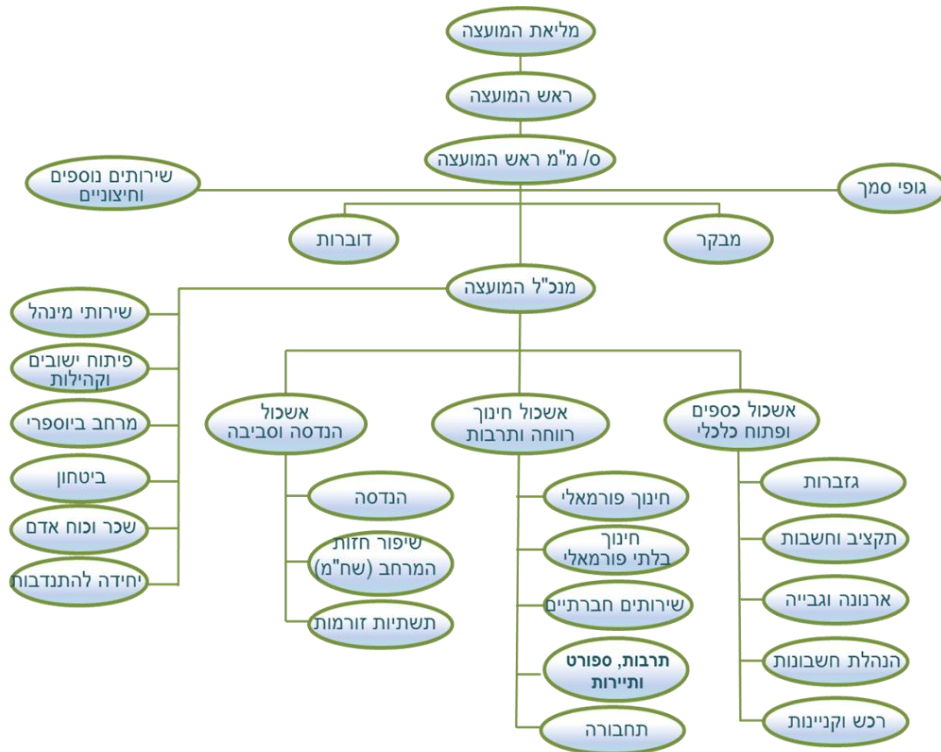 מליאת המועצה
ראש המועצה
ס/ מ"מ ראש המועצה
גופי סמך
שירותים נוספים
וחיצוניים
מבקר
דוברות
מנכ"ל המועצה
אשכול כספים
ופתוח כלכלי
גזברות
תקציב וחשבות
ארנונה וגבייה
הנהלת חשבונות
רכש וקניינות
אשכול חינוך
רווחה ותרבות
חינוך פורמאלי
חינוך
בלתי פורמאלי
שירותים חברתיים
תרבות, ספורט
ותיירות
תחבורה
אשכול
הנדסה וסביבה
הנדסה
שיפור חזות
המרחב (שח"מ)
תשתיות זורמות
שירותי מינהל
פיתוח ישובים
וקהילות
מרחב ביוספרי
ביטחון
שכר וכוח אדם
יחידה להתנדבות